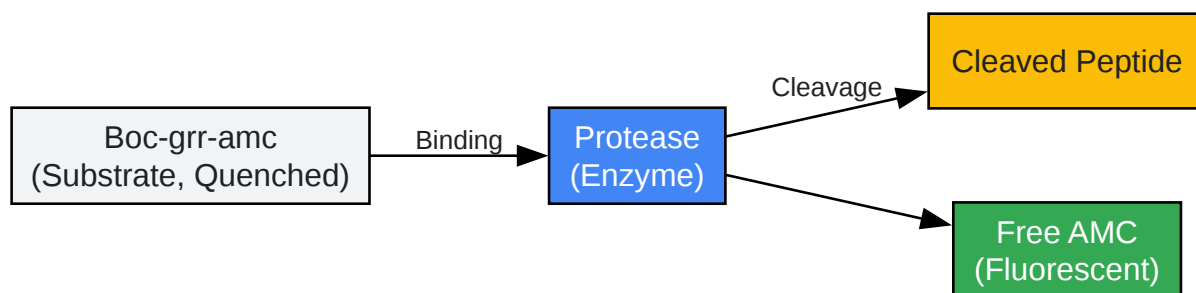 Boc-grr-amc
(Substrate, Quenched)
Binding
Protease
(Enzyme)
Cleavage
Cleaved Peptide
Free AMC
(Fluorescent)